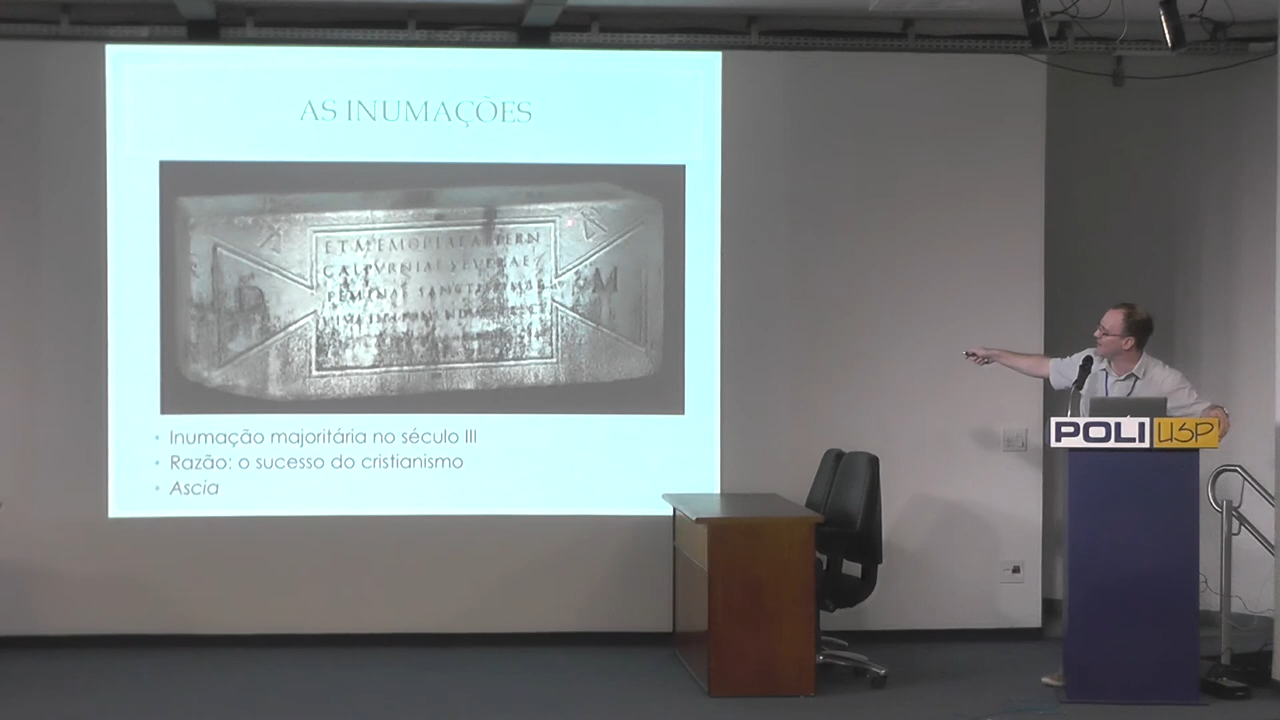 AS INUMAÇÕES
ET MEMORIAE AETERN
CALPVRNIAE SEVERAE
FEMINAE SANCTISSIMAE
D
M
• Inumação majoritária no século III
• Razão: o sucesso do cristianismo
• Ascia
POLI USP